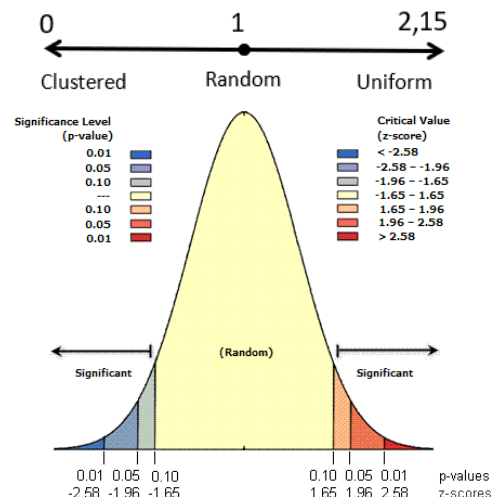 0 1 2,15
Clustered Random Uniform
Significance Level
(p-value)
0.01
0.05
0.10
---
0.10
0.05
0.01
Critical Value
(z-score)
< -2.58
-2.58 – -1.96
-1.96 – -1.65
-1.65 – 1.65
1.65 – 1.96
1.96 – 2.58
> 2.58
Significant (Random) Significant
0.01 0.05 0.10 0.10 0.05 0.01 p-values
-2.58 -1.96 -1.65 1.65 1.96 2.58 z-scores